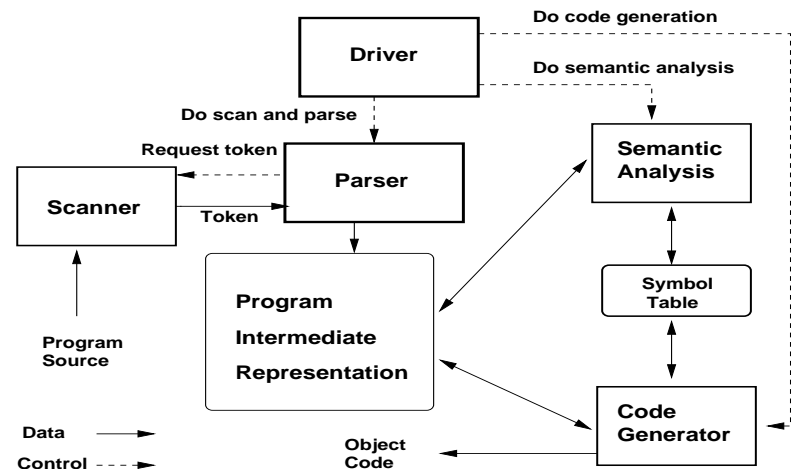 Do code generation
Driver
Do semantic analysis
Do scan and parse
Request token
Semantic
Analysis
Parser
Scanner
Token
Symbol
Table
Program
Intermediate
Representation
Program
Source
Code
Generator
Data
Object
Code
Control